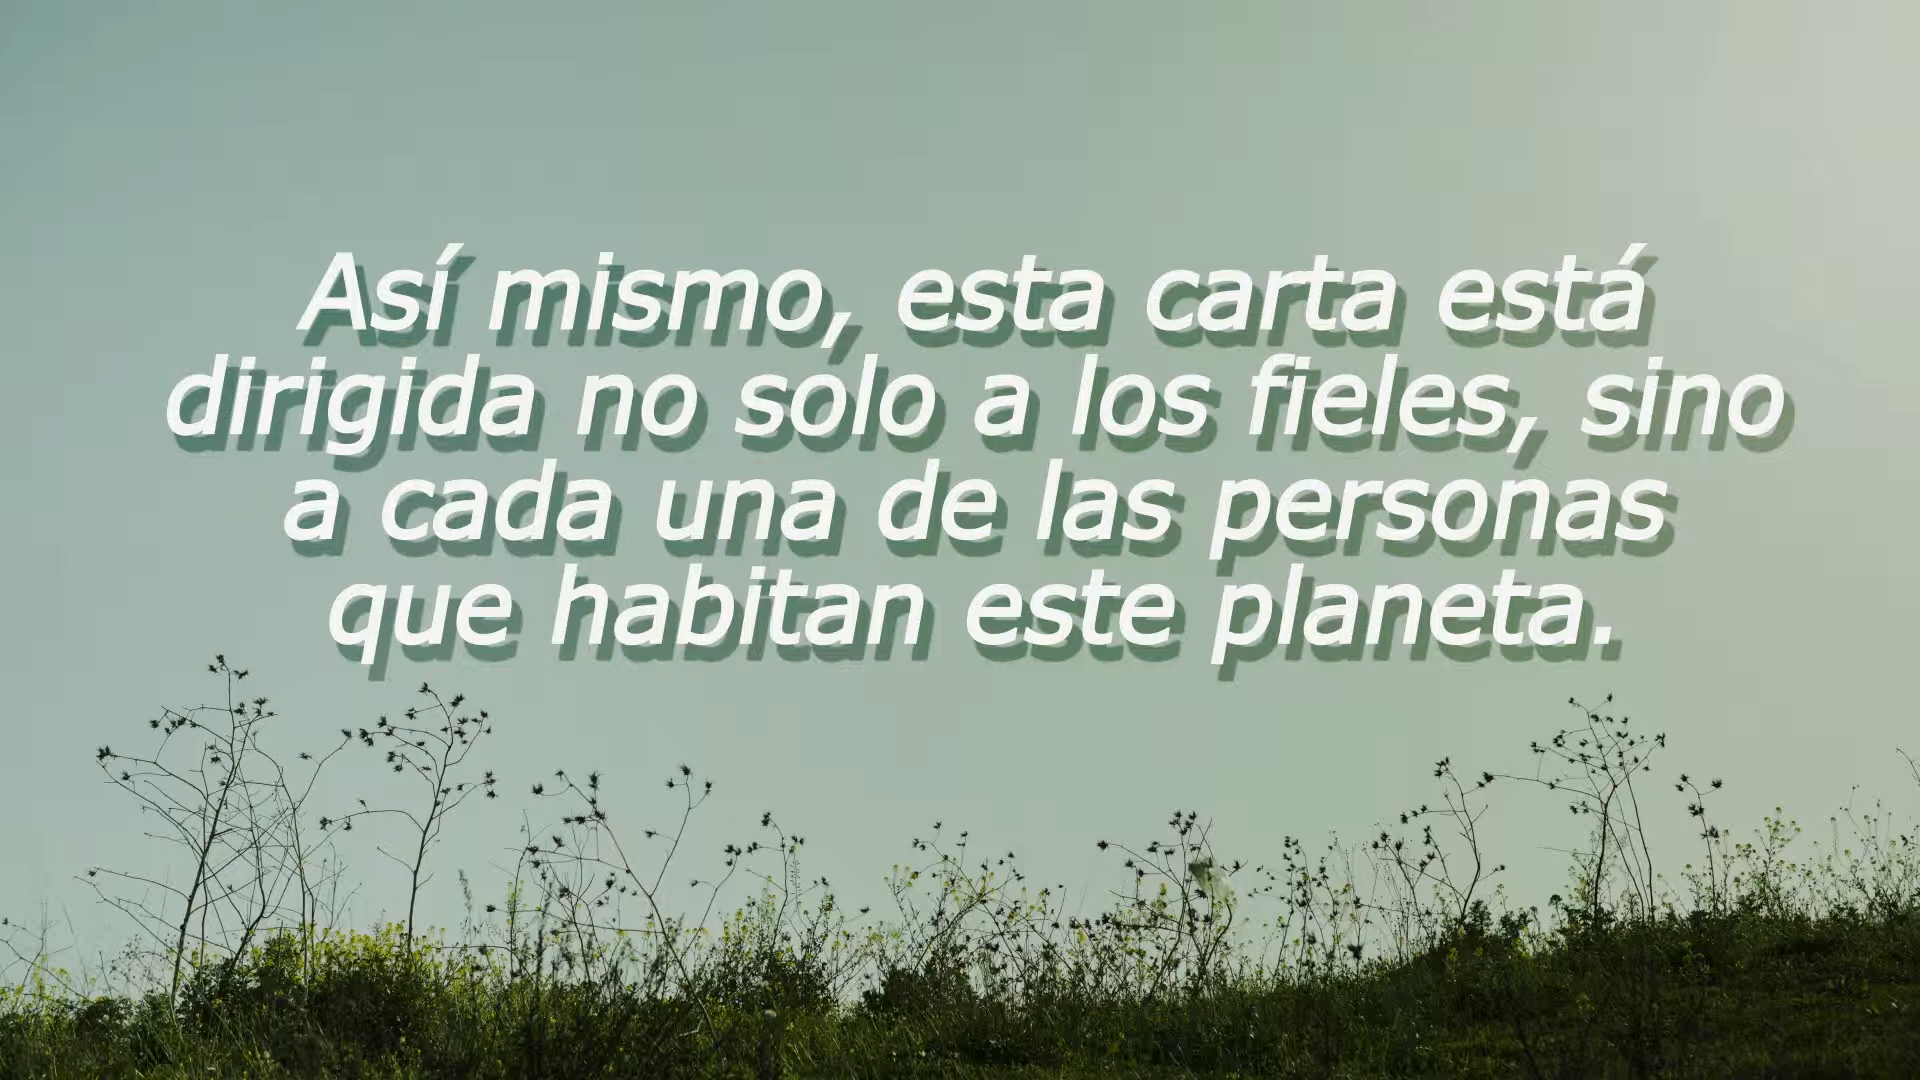 Así mismo, esta carta está
dirigida no solo a los fieles, sino
a cada una de las personas
que habitan este planeta.